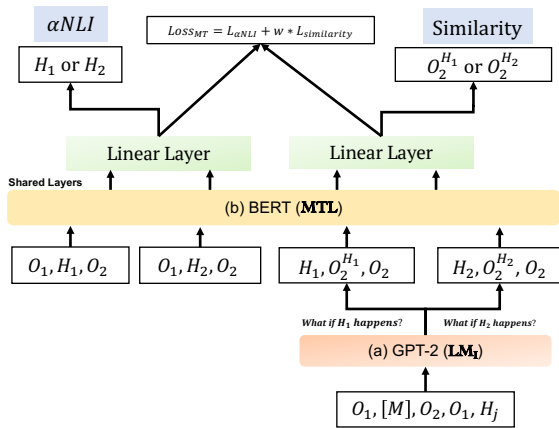 αNLI
Loss_MT = L_αNLI + w * L_similarity
Similarity
H_1 or H_2
O_2^{H_1} or O_2^{H_2}
Linear Layer
Linear Layer
Shared Layers
(b) BERT (MTL)
O_1, H_1, O_2
O_1, H_2, O_2
H_1, O_2^{H_1}, O_2
H_2, O_2^{H_2}, O_2
What if H_1 happens?
What if H_2 happens?
(a) GPT-2 (LM_I)
O_1, [M], O_2, O_1, H_j